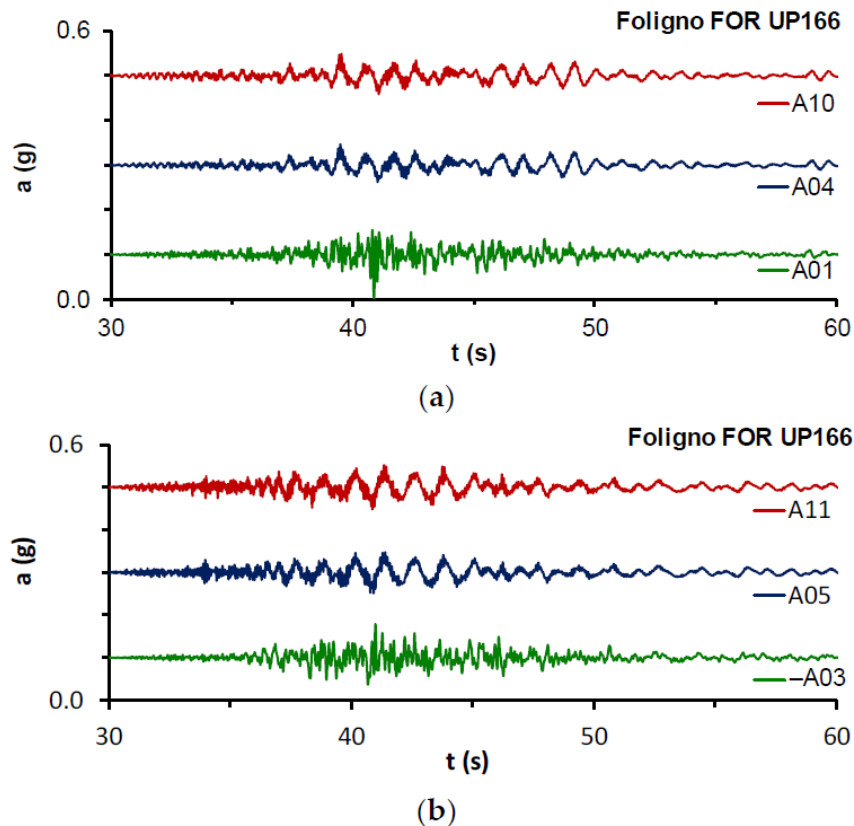 Foligno FOR UP166
0.6
a (g)
A10
A04
A01
0.0
30 40 50 60
t (s)
(a)
Foligno FOR UP166
0.6
a (g)
A11
A05
–A03
0.0
30 40 50 60
t (s)
(b)